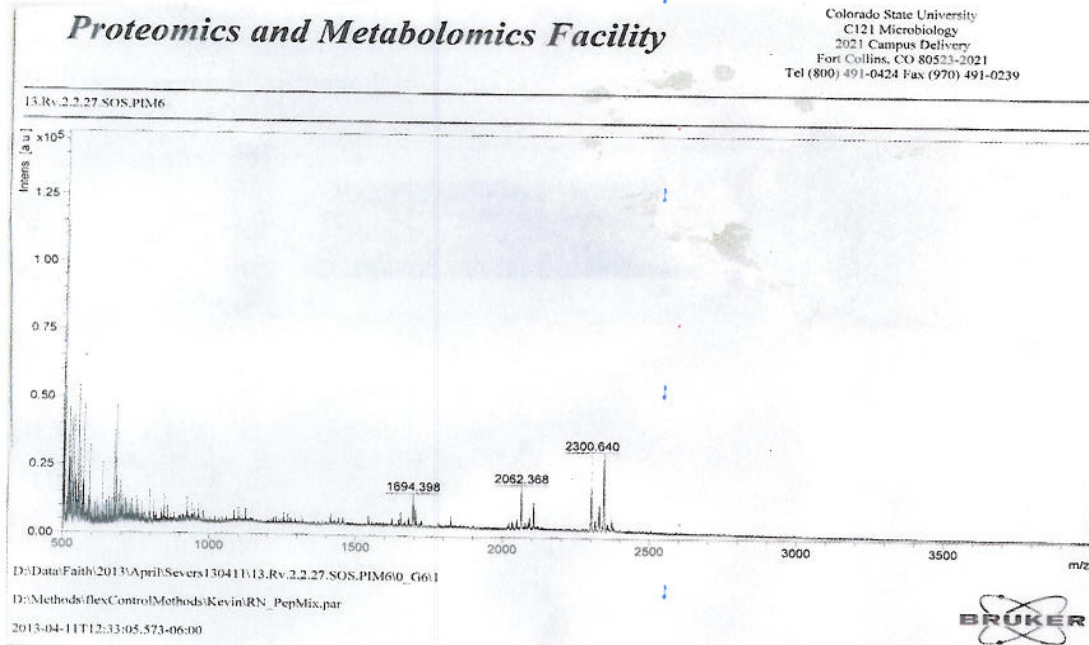 Proteomics and Metabolomics Facility
Colorado State University
C121 Microbiology
2021 Campus Delivery
Fort Collins, CO 80523-2021
Tel (800) 491-0424 Fax (970) 491-0239
13.Rv.2.2.27.SOS.PIM6
Intens. [a.u.]
x10⁵
1.25
1.00
0.75
0.50
0.25
0.00
1694.398
2062.368
2300.640
500 1000 1500 2000 2500 3000 3500
m/z
D:\Data\Faith\2013\April\Severs130411\13.Rv.2.2.27.SOS.PIM6\0_G6\1
D:\Methods\flexControlMethods\Kevin\RN_PepMix.par
2013-04-11T12:33:05.573-06:00
BRUKER